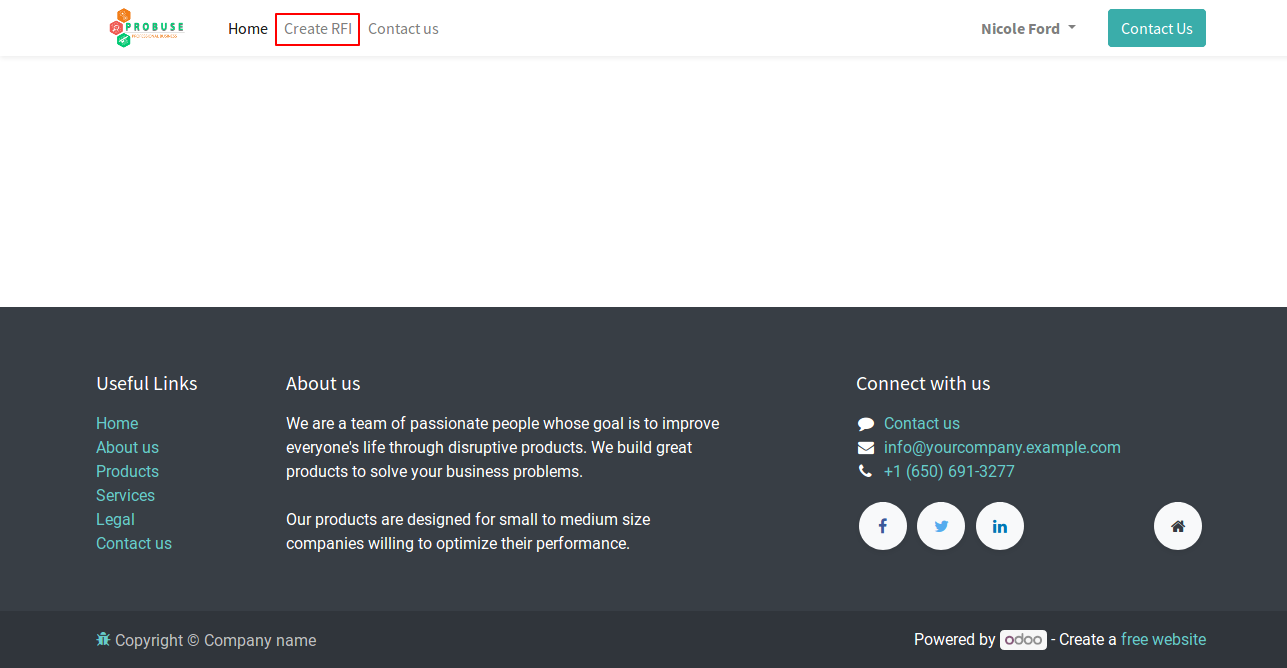 PROBUSE
PROFESSIONAL BUSINESS
Home Create RFI Contact us Nicole Ford Contact Us
Useful Links
Home
About us
Products
Services
Legal
Contact us
About us
We are a team of passionate people whose goal is to improve
everyone's life through disruptive products. We build great
products to solve your business problems.
Our products are designed for small to medium size
companies willing to optimize their performance.
Connect with us
Contact us
info@yourcompany.example.com
+1 (650) 691-3277
Copyright © Company name
Powered by odoo - Create a free website